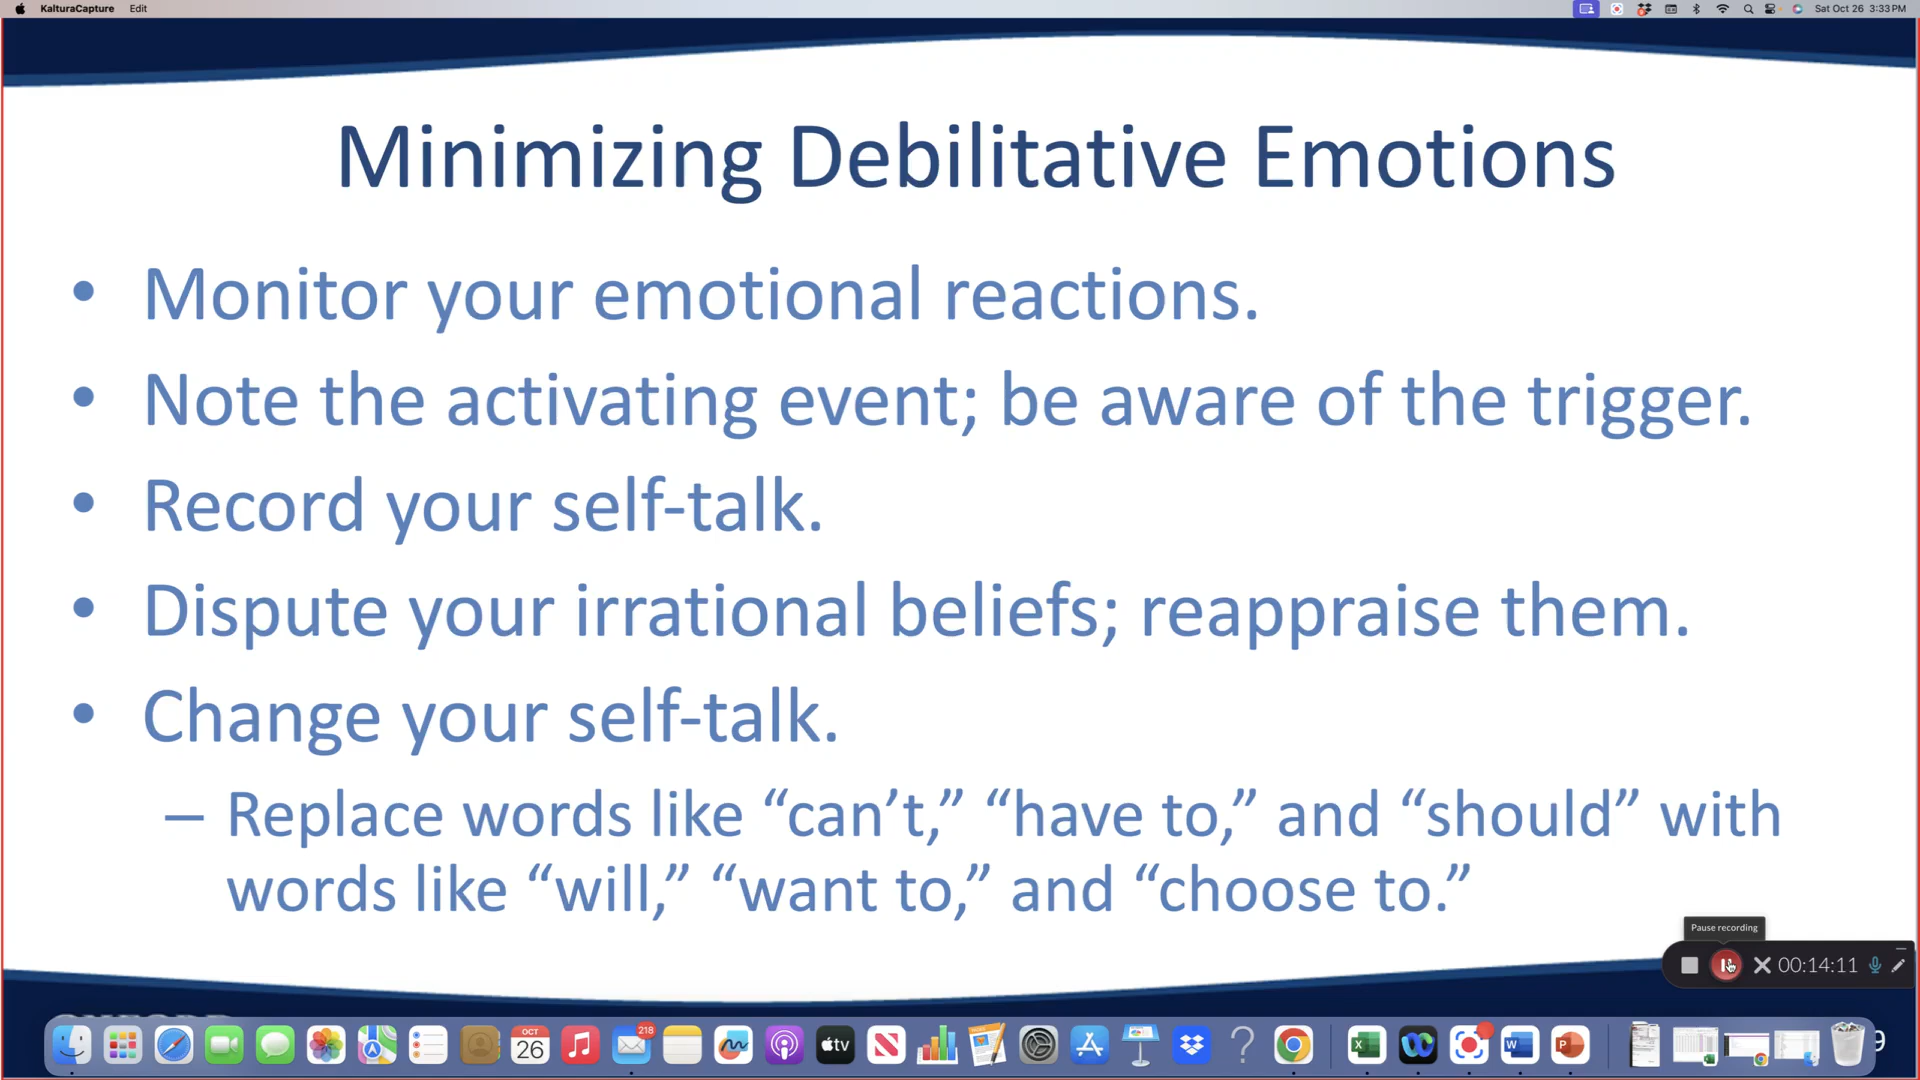 KalturaCapture Edit
Sat Oct 26 3:33 PM
Minimizing Debilitative Emotions
• Monitor your emotional reactions.
• Note the activating event; be aware of the trigger.
• Record your self-talk.
• Dispute your irrational beliefs; reappraise them.
• Change your self-talk.
– Replace words like “can’t,” “have to,” and “should” with
words like “will,” “want to,” and “choose to.”
Pause recording
00:14:11
OCT
26
218
tv
9